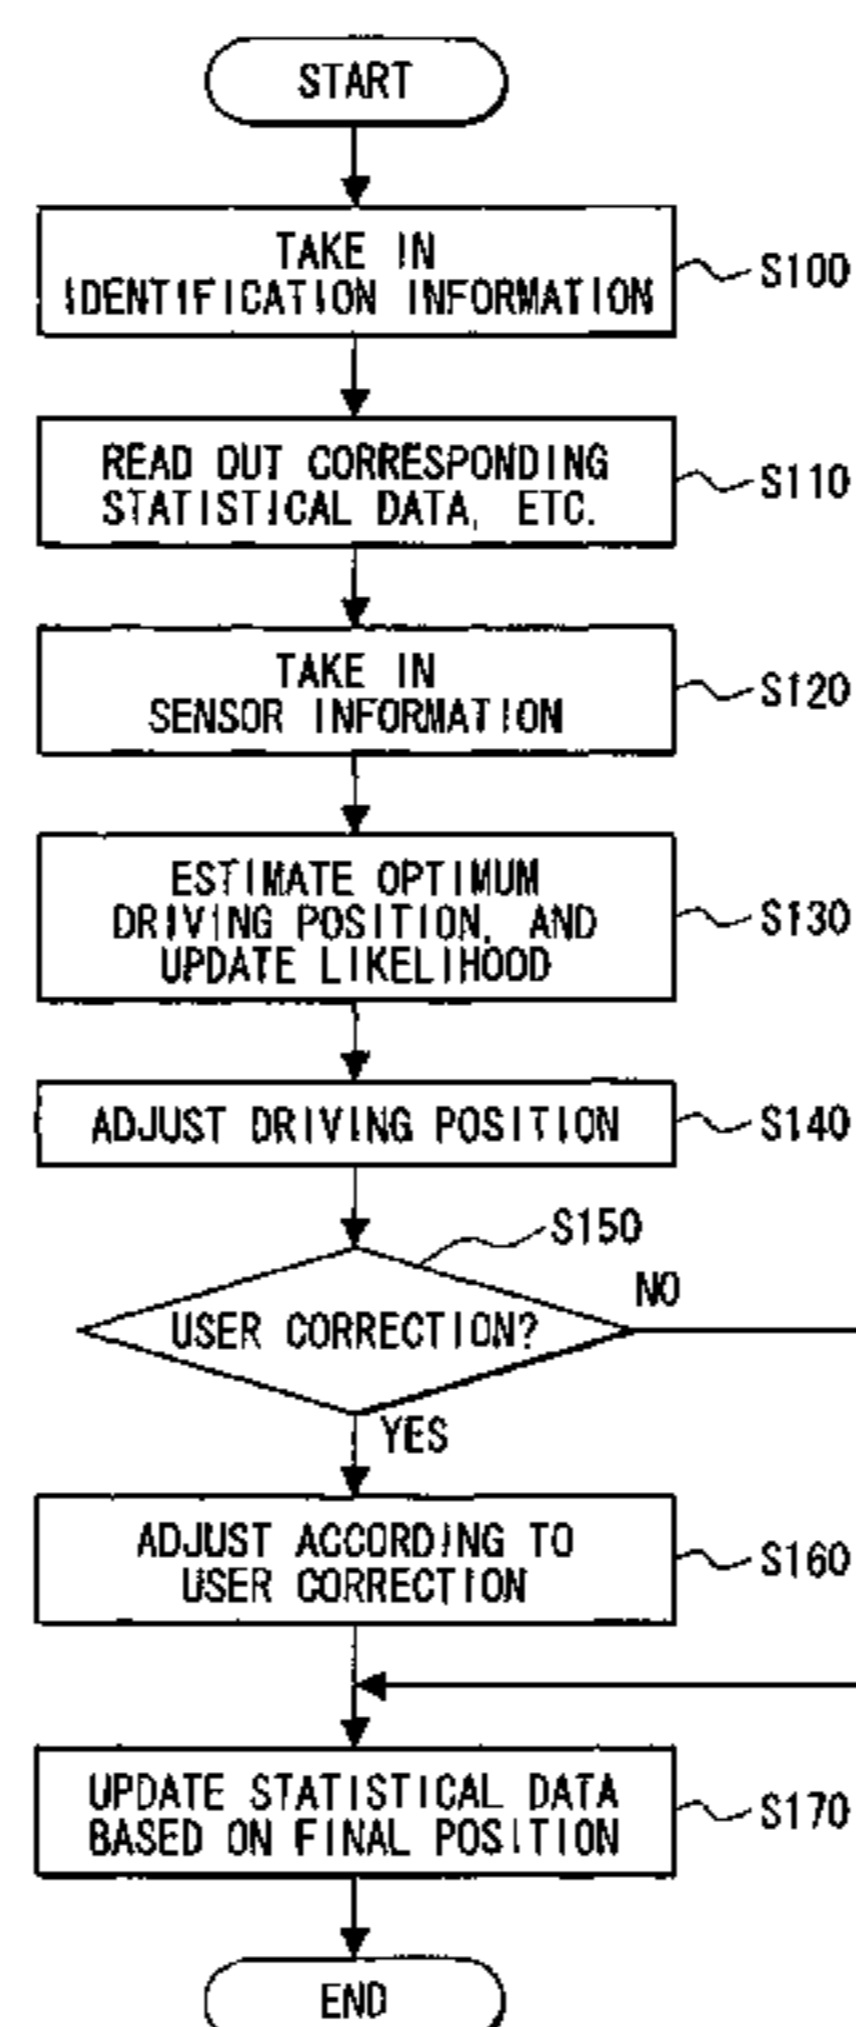 START
TAKE IN
IDENTIFICATION INFORMATION
S100
READ OUT CORRESPONDING
STATISTICAL DATA, ETC.
S110
TAKE IN
SENSOR INFORMATION
S120
ESTIMATE OPTIMUM
DRIVING POSITION, AND
UPDATE LIKELIHOOD
S130
ADJUST DRIVING POSITION
S140
S150
NO
USER CORRECTION?
YES
ADJUST ACCORDING TO
USER CORRECTION
S160
UPDATE STATISTICAL DATA
BASED ON FINAL POSITION
S170
END